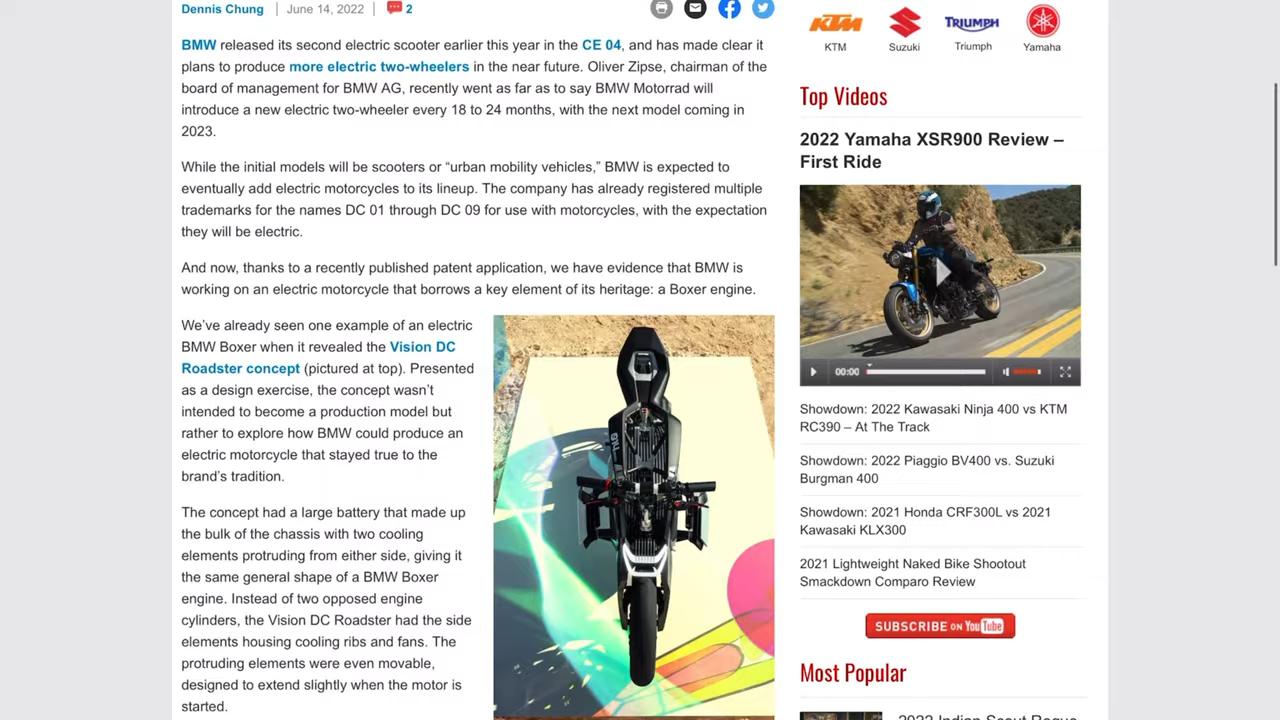 Dennis Chung | June 14, 2022 | 2
BMW released its second electric scooter earlier this year in the CE 04, and has made clear it
plans to produce more electric two-wheelers in the near future. Oliver Zipse, chairman of the
board of management for BMW AG, recently went as far as to say BMW Motorrad will
introduce a new electric two-wheeler every 18 to 24 months, with the next model coming in
2023.
While the initial models will be scooters or “urban mobility vehicles,” BMW is expected to
eventually add electric motorcycles to its lineup. The company has already registered multiple
trademarks for the names DC 01 through DC 09 for use with motorcycles, with the expectation
they will be electric.
And now, thanks to a recently published patent application, we have evidence that BMW is
working on an electric motorcycle that borrows a key element of its heritage: a Boxer engine.
We’ve already seen one example of an electric
BMW Boxer when it revealed the Vision DC
Roadster concept (pictured at top). Presented
as a design exercise, the concept wasn’t
intended to become a production model but
rather to explore how BMW could produce an
electric motorcycle that stayed true to the
brand’s tradition.
The concept had a large battery that made up
the bulk of the chassis with two cooling
elements protruding from either side, giving it
the same general shape of a BMW Boxer
engine. Instead of two opposed engine
cylinders, the Vision DC Roadster had the side
elements housing cooling ribs and fans. The
protruding elements were even movable,
designed to extend slightly when the motor is
started.
KTM
TRIUMPH
KTM
Suzuki
Triumph
Yamaha
Top Videos
2022 Yamaha XSR900 Review –
First Ride
00:00
Showdown: 2022 Kawasaki Ninja 400 vs KTM
RC390 – At The Track
Showdown: 2022 Piaggio BV400 vs. Suzuki
Burgman 400
Showdown: 2021 Honda CRF300L vs 2021
Kawasaki KLX300
2021 Lightweight Naked Bike Shootout
Smackdown Comparo Review
SUBSCRIBE ON YouTube
Most Popular
2022 Indian Scout Rogue